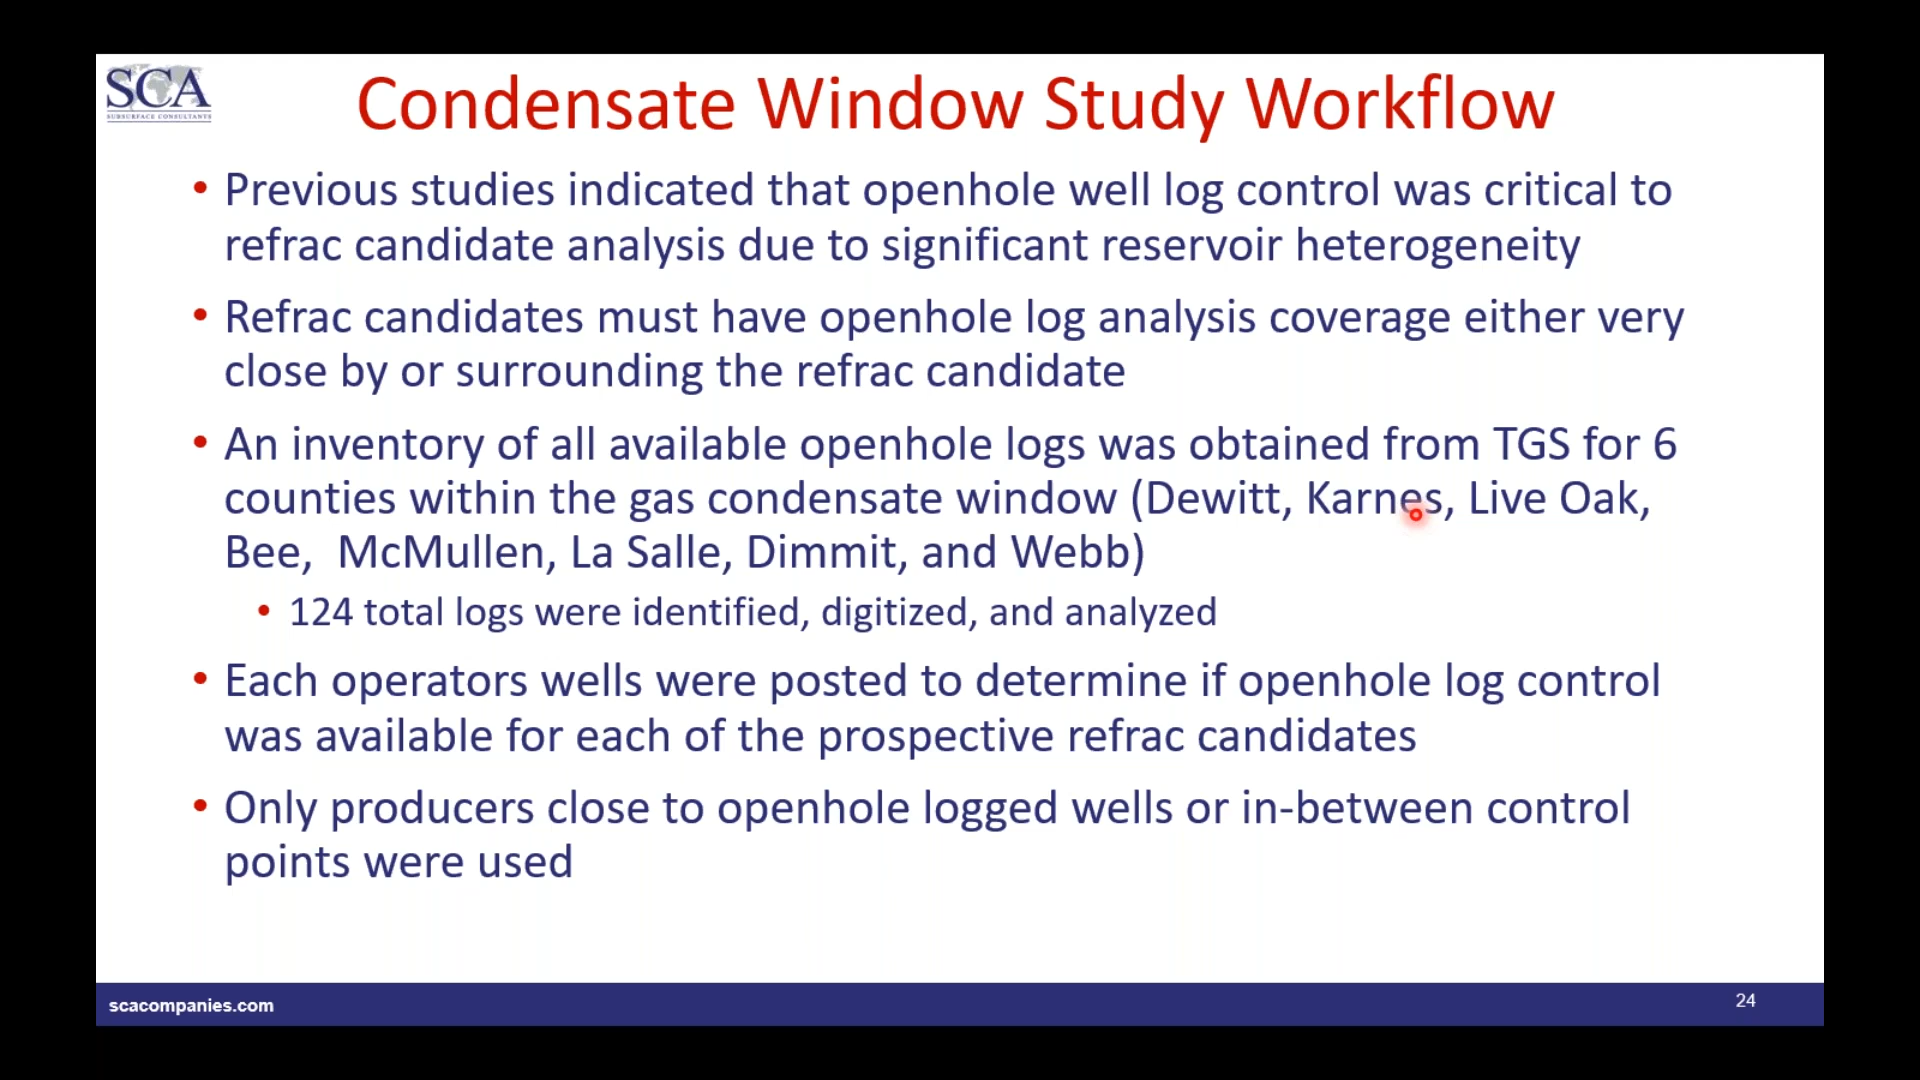 SCA
SUBSURFACE CONSULTANTS
Condensate Window Study Workflow
• Previous studies indicated that openhole well log control was critical to
refrac candidate analysis due to significant reservoir heterogeneity
• Refrac candidates must have openhole log analysis coverage either very
close by or surrounding the refrac candidate
• An inventory of all available openhole logs was obtained from TGS for 6
counties within the gas condensate window (Dewitt, Karnes, Live Oak,
Bee,  McMullen, La Salle, Dimmit, and Webb)
• 124 total logs were identified, digitized, and analyzed
• Each operators wells were posted to determine if openhole log control
was available for each of the prospective refrac candidates
• Only producers close to openhole logged wells or in-between control
points were used
scacompanies.com
24